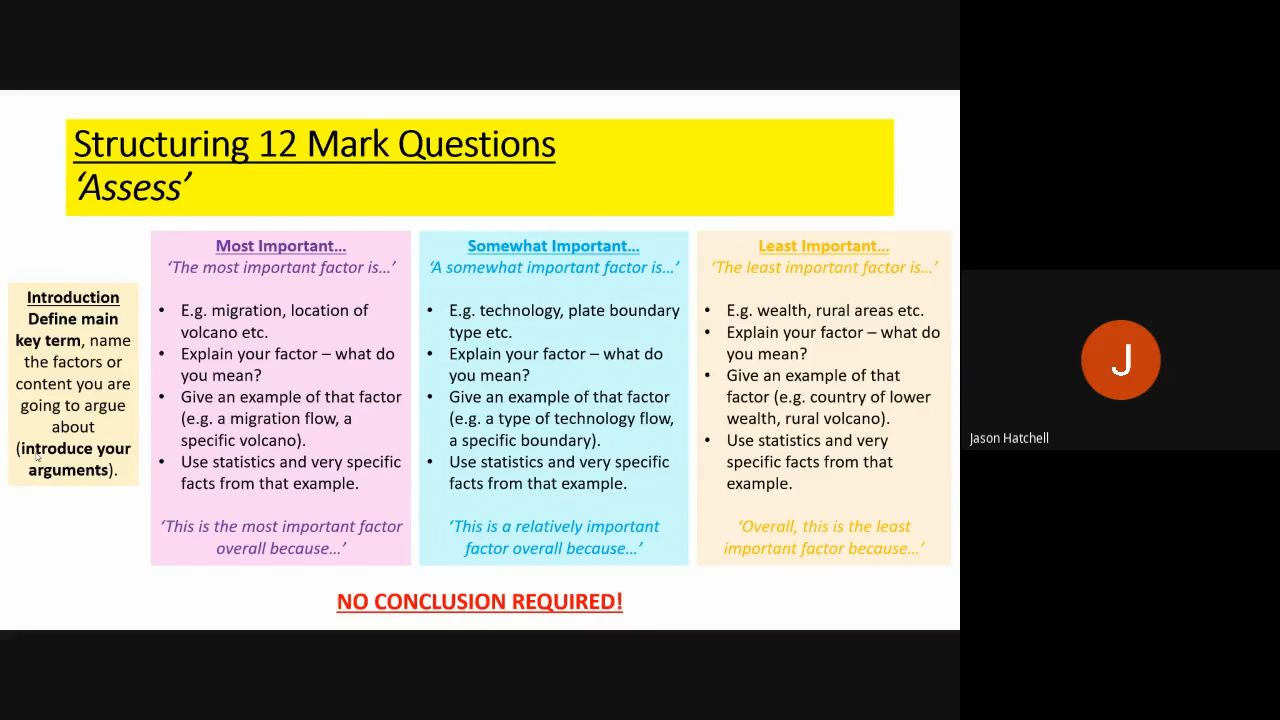 Structuring 12 Mark Questions
‘Assess’
Introduction
Define main
key term, name
the factors or
content you are
going to argue
about
(introduce your
arguments).
Most Important…
‘The most important factor is…’
• E.g. migration, location of
volcano etc.
• Explain your factor – what do
you mean?
• Give an example of that factor
(e.g. a migration flow, a
specific volcano).
• Use statistics and very specific
facts from that example.
‘This is the most important factor
overall because…’
Somewhat Important…
‘A somewhat important factor is…’
• E.g. technology, plate boundary
type etc.
• Explain your factor – what do
you mean?
• Give an example of that factor
(e.g. a type of technology flow,
a specific boundary).
• Use statistics and very specific
facts from that example.
‘This is a relatively important
factor overall because…’
Least Important…
‘The least important factor is…’
• E.g. wealth, rural areas etc.
• Explain your factor – what do
you mean?
• Give an example of that
factor (e.g. country of lower
wealth, rural volcano).
• Use statistics and very
specific facts from that
example.
‘Overall, this is the least
important factor because…’
NO CONCLUSION REQUIRED!
J
Jason Hatchell